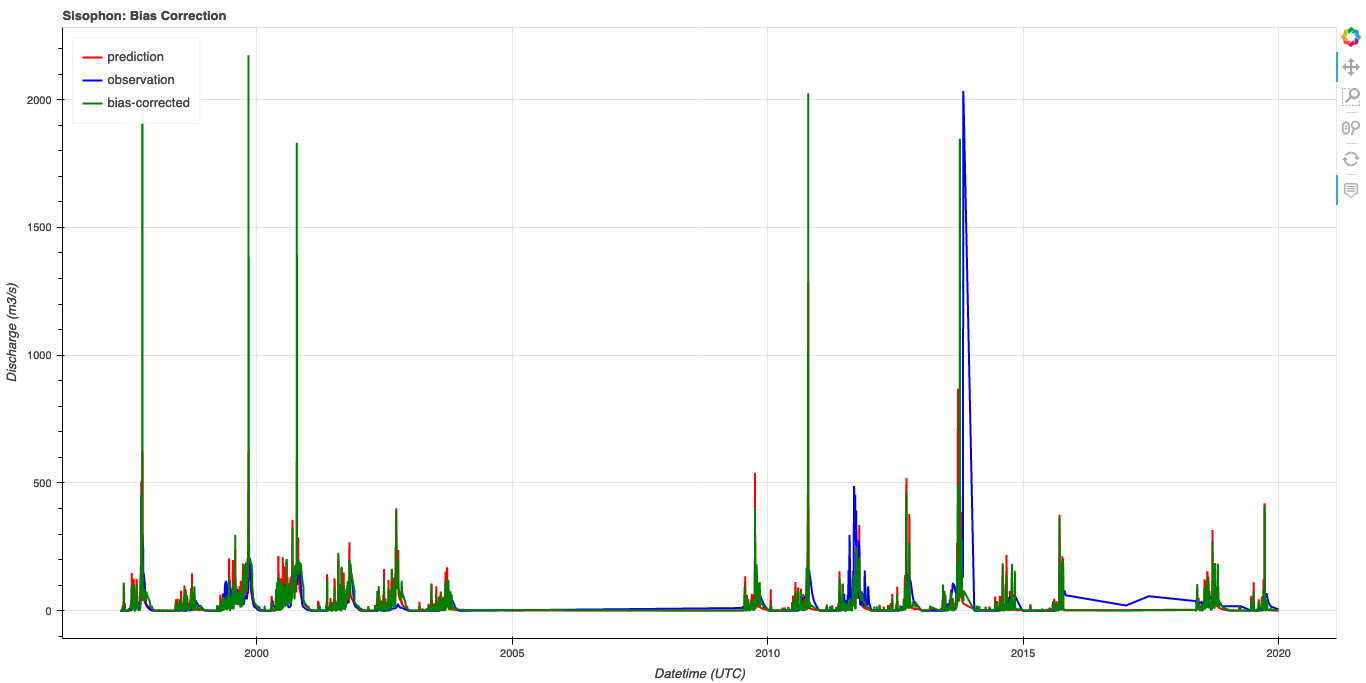 Sisophon: Bias Correction
prediction
observation
bias-corrected
2000
1500
1000
500
0
Discharge (m3/s)
2000
2005
2010
2015
2020
Datetime (UTC)